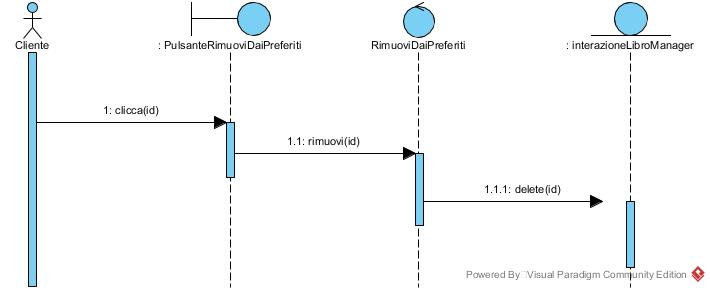 Cliente
: PulsanteRimuoviDaiPreferiti
RimuoviDaiPreferiti
: interazioneLibroManager
1: clicca(id)
1.1: rimuovi(id)
1.1.1: delete(id)
Powered By Visual Paradigm Community Edition